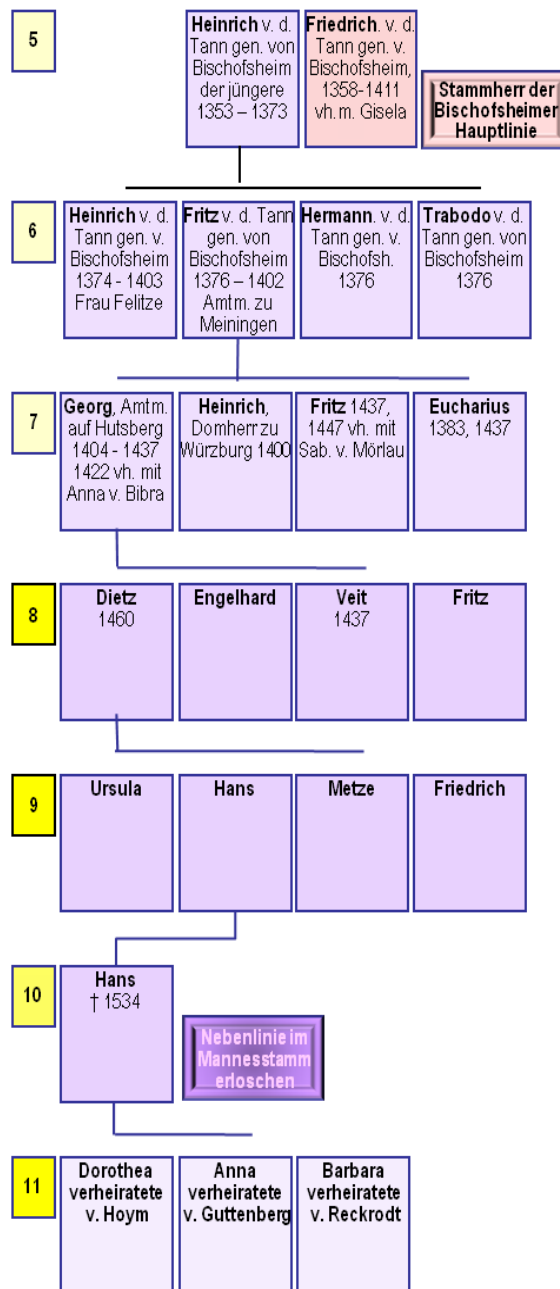 5
Heinrich v. d.
Tann gen. von
Bischofsheim
der jüngere
1353 – 1373
Friedrich. v. d.
Tann gen. v.
Bischofsheim,
1358-1411
vh. m. Gisela
Stammherr der
Bischofsheimer
Hauptlinie
6
Heinrich v. d.
Tann gen. v.
Bischofsheim
1374 - 1403
Frau Felitze
Fritz v. d. Tann
gen. von
Bischofsheim
1376 – 1402
Amtm. zu
Meiningen
Hermann. v. d.
Tann gen. v.
Bischofsh.
1376
Trabodo v. d.
Tann gen. von
Bischofsheim
1376
7
Georg, Amtm.
auf Hutsberg
1404 - 1437
1422 vh. mit
Anna v. Bibra
Heinrich,
Domherr zu
Würzburg 1400
Fritz 1437,
1447 vh. mit
Sab. v. Mörlau
Eucharius
1383, 1437
8
Dietz
1460
Engelhard
Veit
1437
Fritz
9
Ursula
Hans
Metze
Friedrich
10
Hans
† 1534
Nebenlinie im
Mannesstamm
erloschen
11
Dorothea
verheiratete
v. Hoym
Anna
verheiratete
v. Guttenberg
Barbara
verheiratete
v. Reckrodt